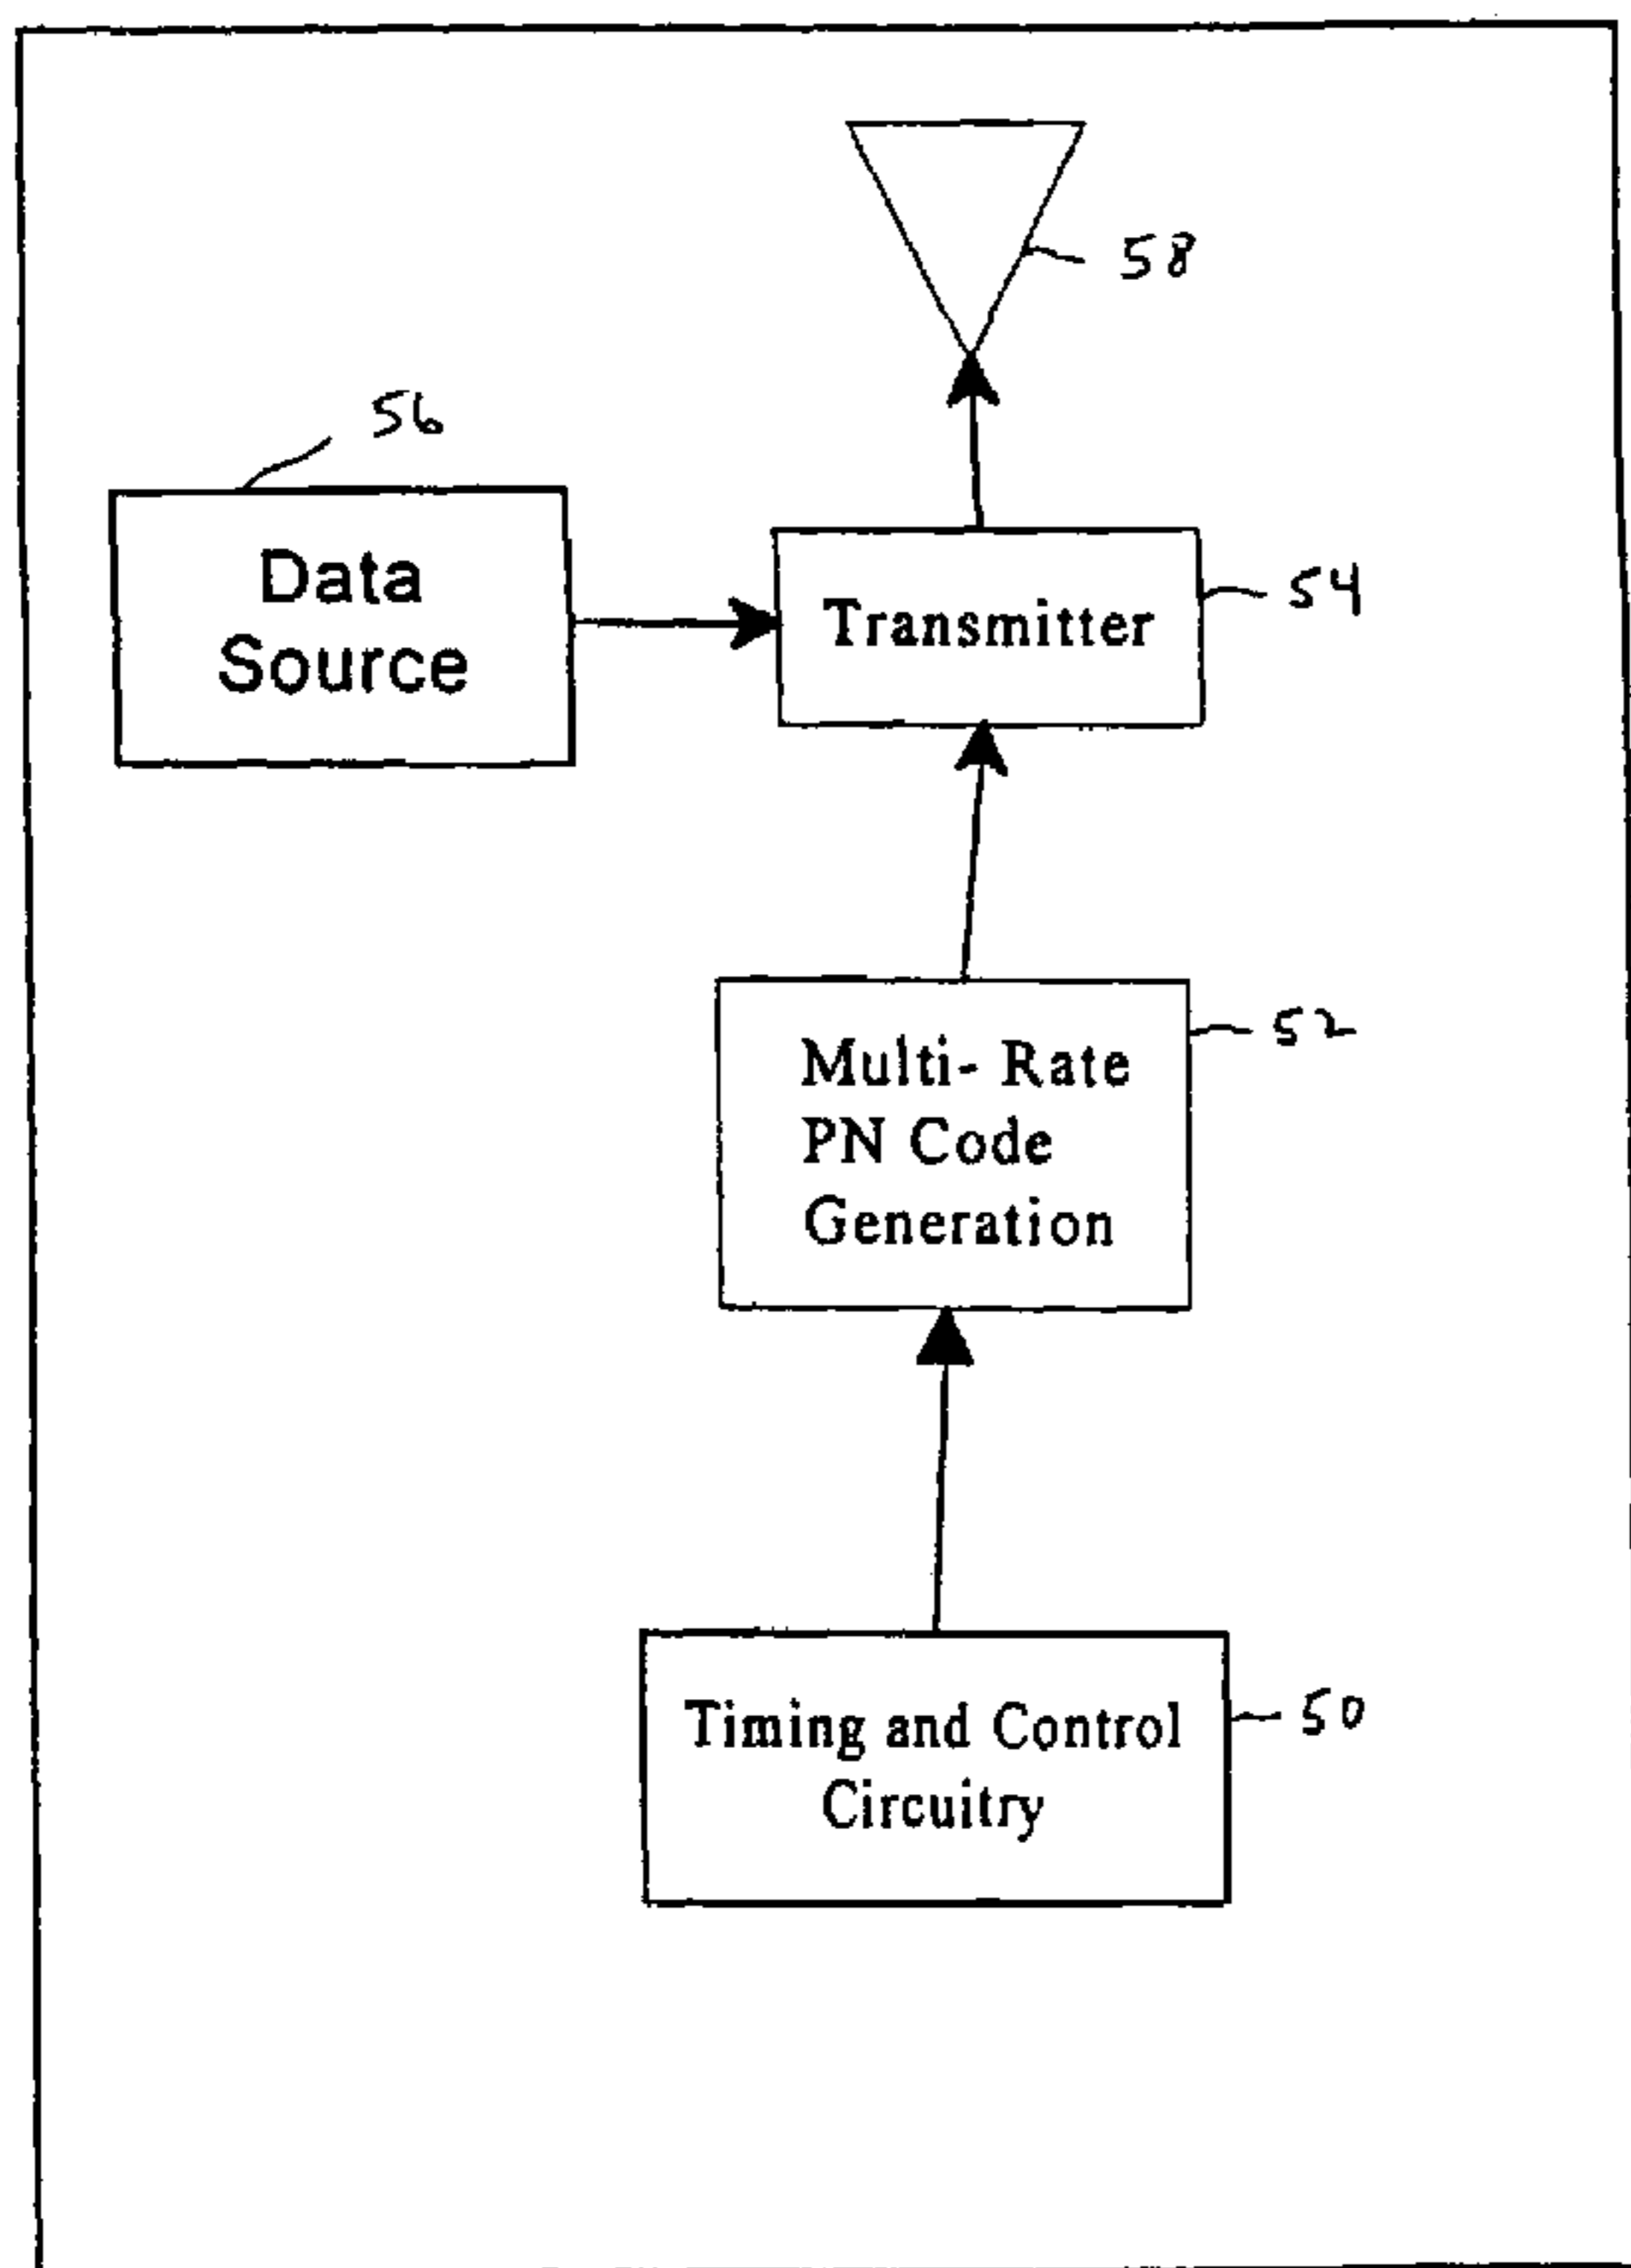 58
56
Data
Source
Transmitter
54
Multi- Rate
PN Code
Generation
52
Timing and Control
Circuitry
50